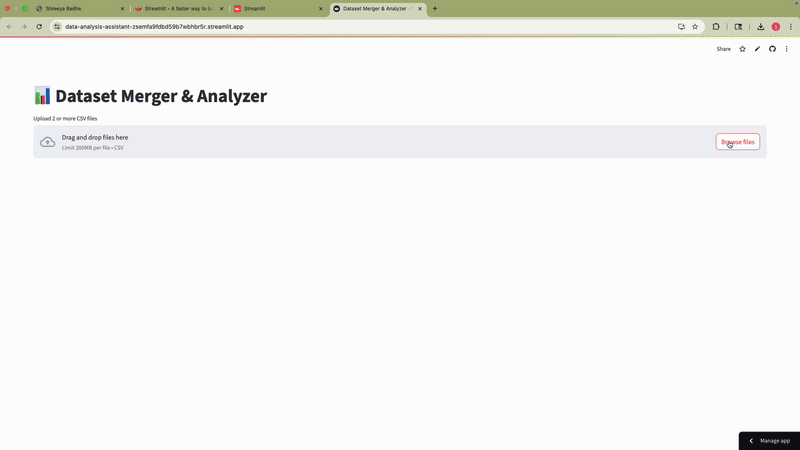 Shreeya Badhe
Streamlit • A faster way to b
Streamlit
Dataset Merger & Analyzer ·
data-analysis-assistant-zsemfa9fdbd59b7wbhbr5r.streamlit.app
Share
Dataset Merger & Analyzer
Upload 2 or more CSV files
Drag and drop files here
Limit 200MB per file • CSV
Browse files
Manage app